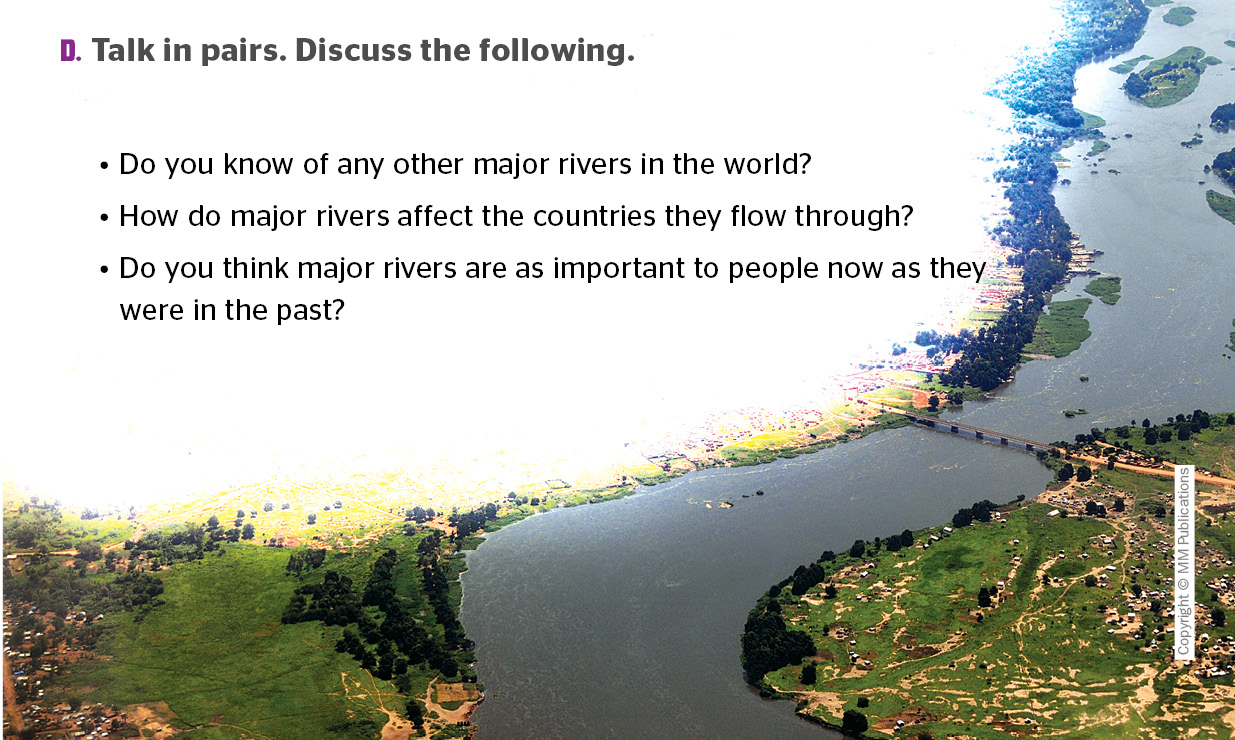 D. Talk in pairs. Discuss the following.
• Do you know of any other major rivers in the world?
• How do major rivers affect the countries they flow through?
• Do you think major rivers are as important to people now as they
were in the past?
Copyright © MM Publications